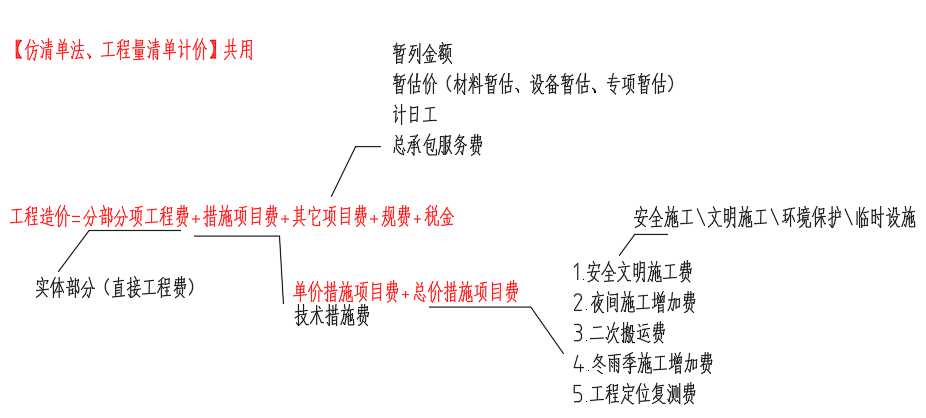 【仿清单法、工程量清单计价】共用
暂列金额
暂估价（材料暂估、设备暂估、专项暂估）
计日工
总承包服务费
工程造价=分部分项工程费+措施项目费+其它项目费+规费+税金
安全施工\文明施工\环境保护\临时设施
实体部分（直接工程费）
单价措施项目费+总价措施项目费
技术措施费
1.安全文明施工费
2.夜间施工增加费
3.二次搬运费
4.冬雨季施工增加费
5.工程定位复测费